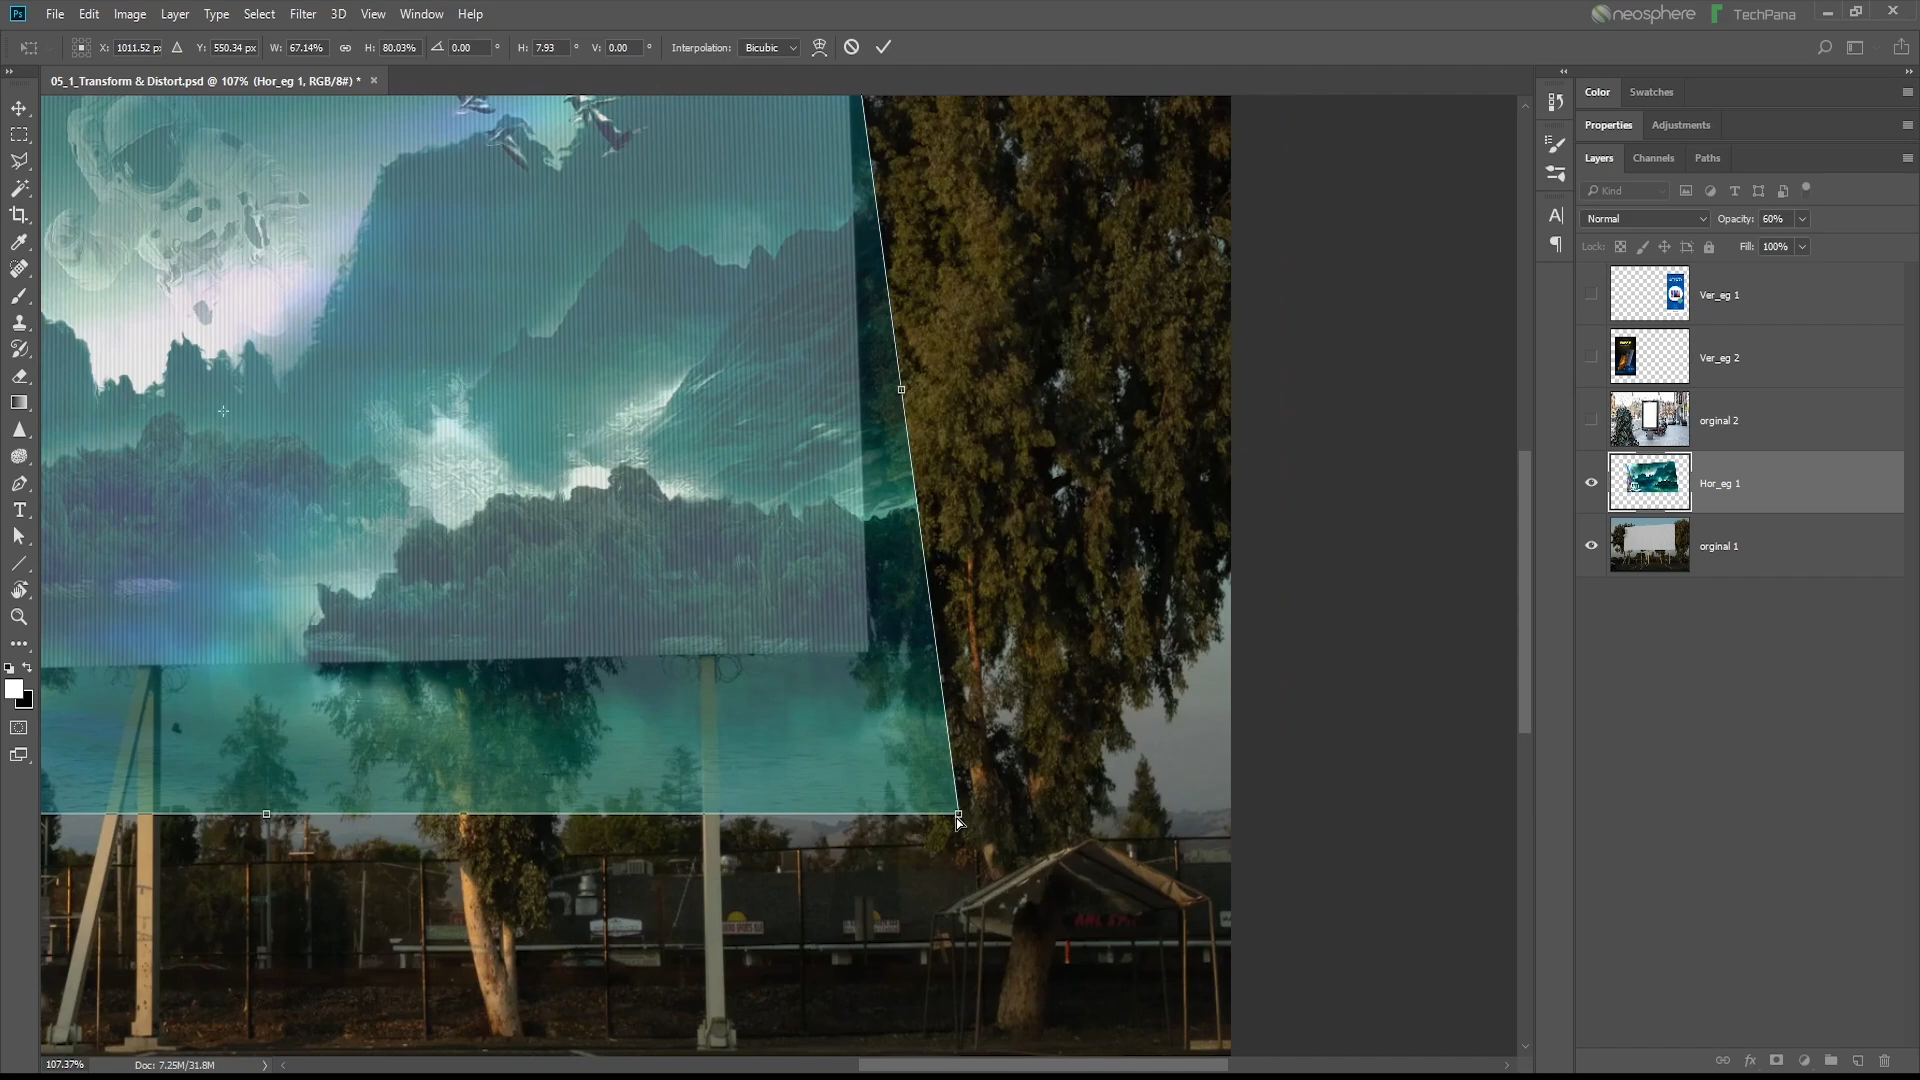 Ps File Edit Image Layer Type Select Filter 3D View Window Help neosphere TechPana
X: 1011.52 px Y: 550.34 px W: 67.14% H: 80.03% 0.00 ° H: 7.93 ° V: 0.00 ° Interpolation: Bicubic
05_1_Transform & Distort.psd @ 107% (Hor_eg 1, RGB/8#) *
Color Swatches
Properties Adjustments
Layers Channels Paths
Kind
Normal Opacity: 60%
Lock: Fill: 100%
Ver_eg 1
Ver_eg 2
orginal 2
Hor_eg 1
orginal 1
107.37% Doc: 7.25M/31.8M